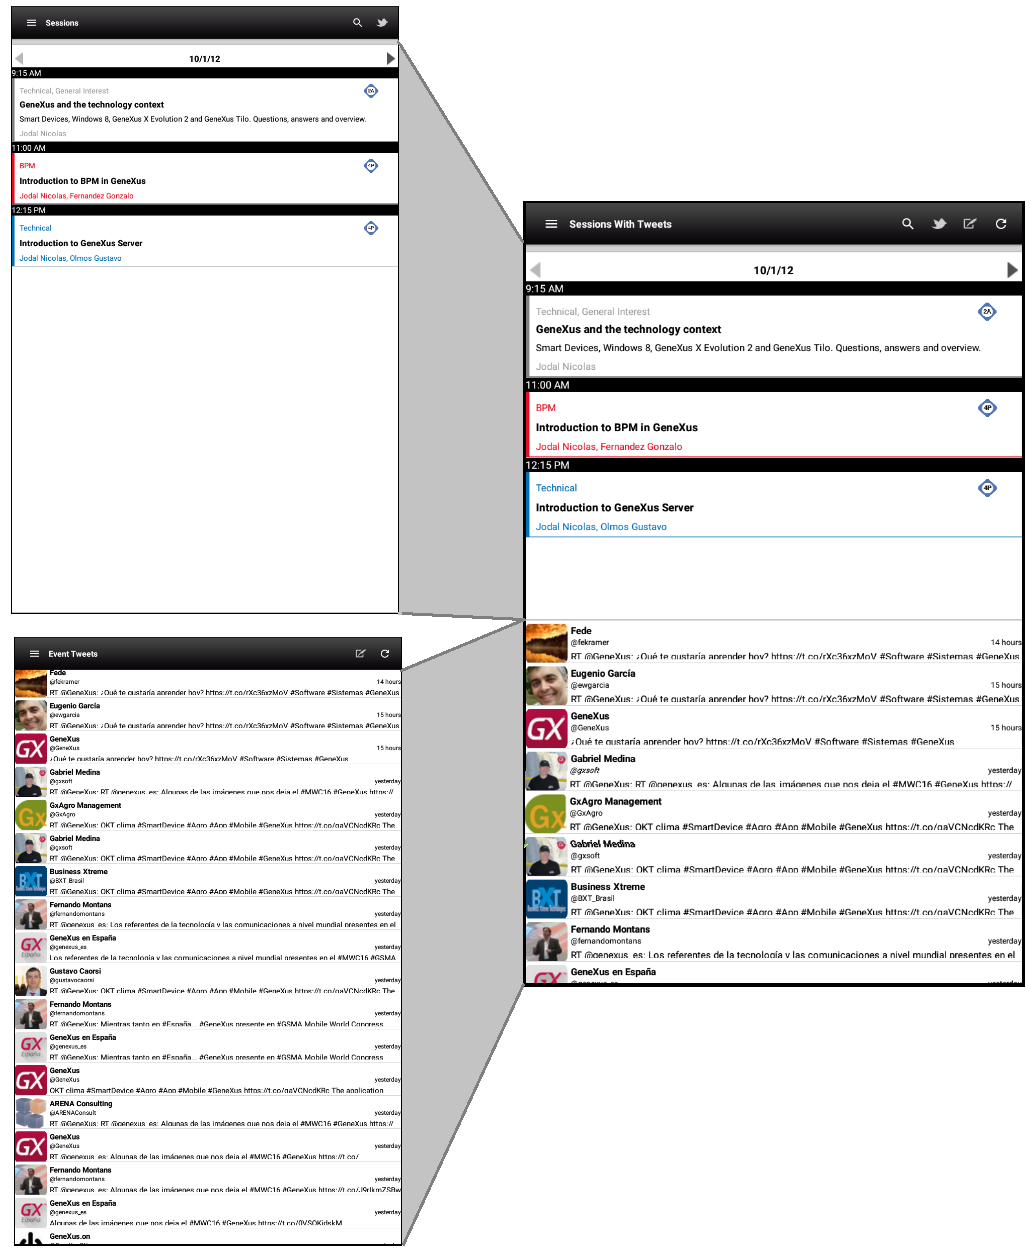 Sessions
10/1/12
9:15 AM
Technical, General Interest
2A
GeneXus and the technology context
Smart Devices, Windows 8, GeneXus X Evolution 2 and GeneXus Tilo. Questions, answers and overview.
Jodal Nicolas
11:00 AM
BPM
4P
Introduction to BPM in GeneXus
Jodal Nicolas, Fernandez Gonzalo
12:15 PM
Technical
4P
Introduction to GeneXus Server
Jodal Nicolas, Olmos Gustavo
Event Tweets
Fede
@fekramer
14 hours
RT @GeneXus: ¿Qué te gustaría aprender hoy? https://t.co/rXc36xzMoV #Software #Sistemas #GeneXus
Eugenio García
@ewgarcia
15 hours
RT @GeneXus: ¿Qué te gustaría aprender hoy? https://t.co/rXc36xzMoV #Software #Sistemas #GeneXus
GX
GeneXus
@GeneXus
15 hours
¿Qué te gustaría aprender hoy? https://t.co/rXc36xzMoV #Software #Sistemas #GeneXus
Gabriel Medina
@gxsoft
yesterday
RT @GeneXus: RT @genexus_es: Algunas de las imágenes que nos deja el #MWC16 #GeneXus https://
Gx
GxAgro Management
@GxAgro
yesterday
RT @GeneXus: OKT clima #SmartDevice #Agro #App #Mobile #GeneXus https://t.co/qaVCNcdKRc The
Gabriel Medina
@gxsoft
yesterday
RT @GeneXus: OKT clima #SmartDevice #Agro #App #Mobile #GeneXus https://t.co/qaVCNcdKRc The
BXT
Business Xtreme
@BXT_Brasil
yesterday
RT @GeneXus: OKT clima #SmartDevice #Agro #App #Mobile #GeneXus https://t.co/qaVCNcdKRc The
Fernando Montans
@fernandomontans
yesterday
RT @genexus_es: Los referentes de la tecnología y las comunicaciones a nivel mundial presentes en el
GX
España
GeneXus en España
@genexus_es
yesterday
Los referentes de la tecnología y las comunicaciones a nivel mundial presentes en el #MWC16 #GSMA
Gustavo Caorsi
@gustavocaorsi
yesterday
RT @GeneXus: OKT clima #SmartDevice #Agro #App #Mobile #GeneXus https://t.co/qaVCNcdKRc The
Fernando Montans
@fernandomontans
yesterday
RT @GeneXus: Mientras tanto en #España... #GeneXus presente en #GSMA Mobile World Congress
GX
España
GeneXus en España
@genexus_es
yesterday
RT @GeneXus: Mientras tanto en #España... #GeneXus presente en #GSMA Mobile World Congress
GX
GeneXus
@GeneXus
yesterday
OKT clima #SmartDevice #Agro #App #Mobile #GeneXus https://t.co/qaVCNcdKRc The application
ARENA Consulting
@ARENAConsult
yesterday
RT @GeneXus: RT @genexus_es: Algunas de las imágenes que nos deja el #MWC16 #GeneXus https://
GX
GeneXus
@GeneXus
yesterday
RT @genexus_es: Algunas de las imágenes que nos deja el #MWC16 #GeneXus https://t.co/
Fernando Montans
@fernandomontans
yesterday
RT @genexus_es: Algunas de las imágenes que nos deja el #MWC16 #GeneXus
GX
España
GeneXus en España
@genexus_es
yesterday
Algunas de las imágenes que nos deja el #MWC16 #GeneXus
GeneXus.on
Sessions With Tweets
10/1/12
9:15 AM
Technical, General Interest
2A
GeneXus and the technology context
Smart Devices, Windows 8, GeneXus X Evolution 2 and GeneXus Tilo. Questions, answers and overview.
Jodal Nicolas
11:00 AM
BPM
4P
Introduction to BPM in GeneXus
Jodal Nicolas, Fernandez Gonzalo
12:15 PM
Technical
4P
Introduction to GeneXus Server
Jodal Nicolas, Olmos Gustavo
Fede
@fekramer
14 hours
RT @GeneXus: ¿Qué te gustaría aprender hoy? https://t.co/rXc36xzMoV #Software #Sistemas #GeneXus
Eugenio García
@ewgarcia
15 hours
RT @GeneXus: ¿Qué te gustaría aprender hoy? https://t.co/rXc36xzMoV #Software #Sistemas #GeneXus
GX
GeneXus
@GeneXus
15 hours
¿Qué te gustaría aprender hoy? https://t.co/rXc36xzMoV #Software #Sistemas #GeneXus
Gabriel Medina
@gxsoft
yesterday
RT @GeneXus: RT @genexus_es: Algunas de las imágenes que nos deja el #MWC16 #GeneXus https://
Gx
GxAgro Management
@GxAgro
yesterday
RT @GeneXus: OKT clima #SmartDevice #Agro #App #Mobile #GeneXus https://t.co/qaVCNcdKRc The
Gabriel Medina
@gxsoft
yesterday
RT @GeneXus: OKT clima #SmartDevice #Agro #App #Mobile #GeneXus https://t.co/qaVCNcdKRc The
BXT
Business Xtreme
@BXT_Brasil
yesterday
RT @GeneXus: OKT clima #SmartDevice #Agro #App #Mobile #GeneXus https://t.co/qaVCNcdKRc The
Fernando Montans
@fernandomontans
yesterday
RT @genexus_es: Los referentes de la tecnología y las comunicaciones a nivel mundial presentes en el
GX
GeneXus en España
@genexus_es
yesterday